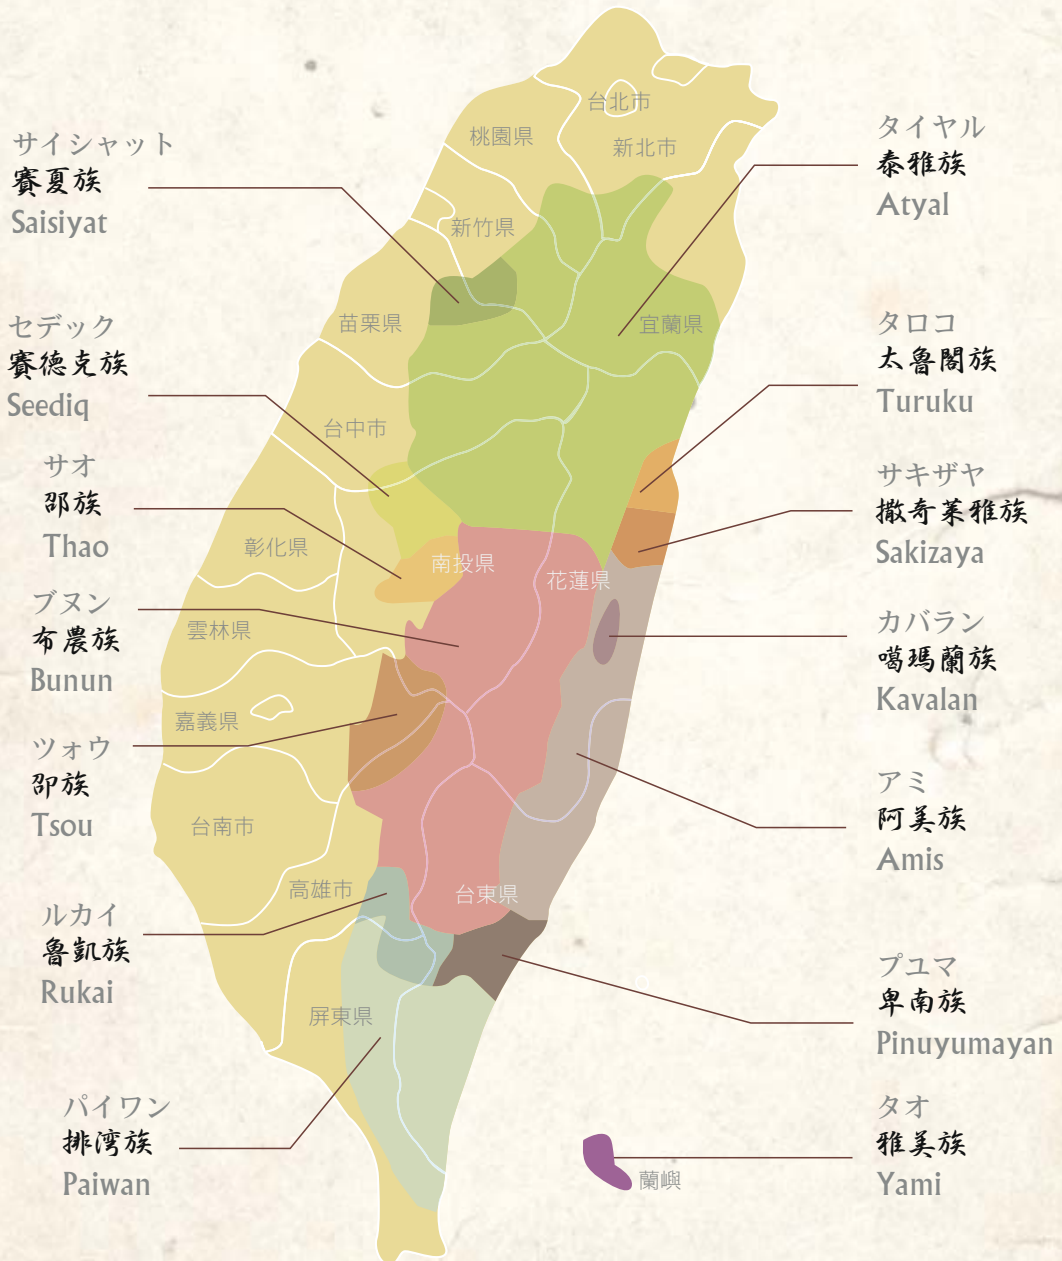 サイシャット
賽夏族
Saisiyat
セデック
賽徳克族
Seediq
サオ
邵族
Thao
ブヌン
布農族
Bunun
ツォウ
卲族
Tsou
ルカイ
魯凱族
Rukai
パイワン
排湾族
Paiwan
台北市
桃園県
新北市
新竹県
苗栗県
宜蘭県
台中市
彰化県
南投県
花蓮県
雲林県
嘉義県
台南市
高雄市
台東県
屏東県
蘭嶼
タイヤル
泰雅族
Atyal
タロコ
太魯閣族
Turuku
サキザヤ
撒奇莱雅族
Sakizaya
カバラン
噶瑪蘭族
Kavalan
アミ
阿美族
Amis
プユマ
卑南族
Pinuyumayan
タオ
雅美族
Yami